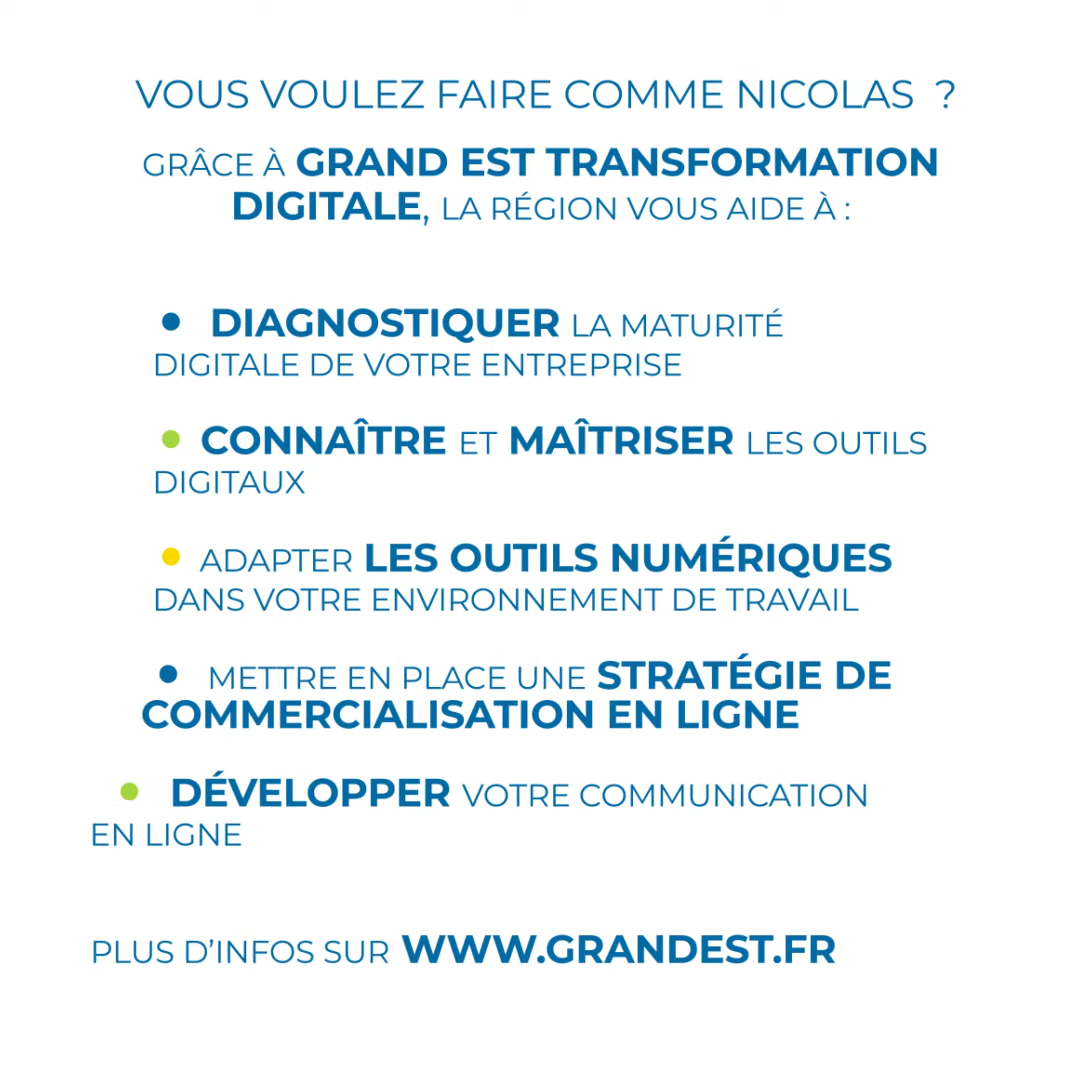 VOUS VOULEZ FAIRE COMME NICOLAS ?
GRÂCE À GRAND EST TRANSFORMATION
DIGITALE, LA RÉGION VOUS AIDE À :
• DIAGNOSTIQUER LA MATURITÉ
DIGITALE DE VOTRE ENTREPRISE
• CONNAÎTRE ET MAÎTRISER LES OUTILS
DIGITAUX
• ADAPTER LES OUTILS NUMÉRIQUES
DANS VOTRE ENVIRONNEMENT DE TRAVAIL
• METTRE EN PLACE UNE STRATÉGIE DE
COMMERCIALISATION EN LIGNE
• DÉVELOPPER VOTRE COMMUNICATION
EN LIGNE
PLUS D’INFOS SUR WWW.GRANDEST.FR